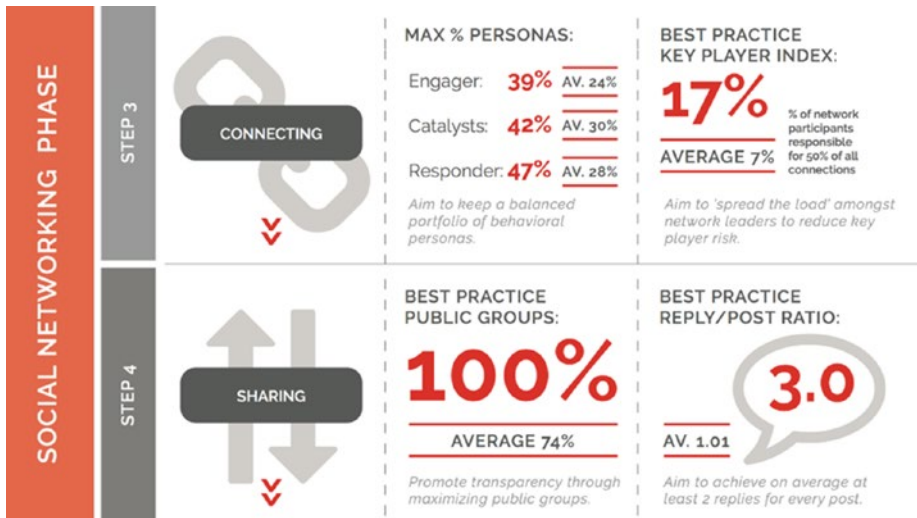 SOCIAL NETWORKING PHASE
STEP 3
CONNECTING
MAX % PERSONAS:
Engager: 39% AV. 24%
Catalysts: 42% AV. 30%
Responder: 47% AV. 28%
Aim to keep a balanced
portfolio of behavioral
personas.
BEST PRACTICE
KEY PLAYER INDEX:
17%
AVERAGE 7%
% of network
participants
responsible
for 50% of all
connections
Aim to 'spread the load' amongst
network leaders to reduce key
player risk.
STEP 4
SHARING
BEST PRACTICE
PUBLIC GROUPS:
100%
AVERAGE 74%
Promote transparency through
maximizing public groups.
BEST PRACTICE
REPLY/POST RATIO:
3.0
AV. 1.01
Aim to achieve on average at
least 2 replies for every post.